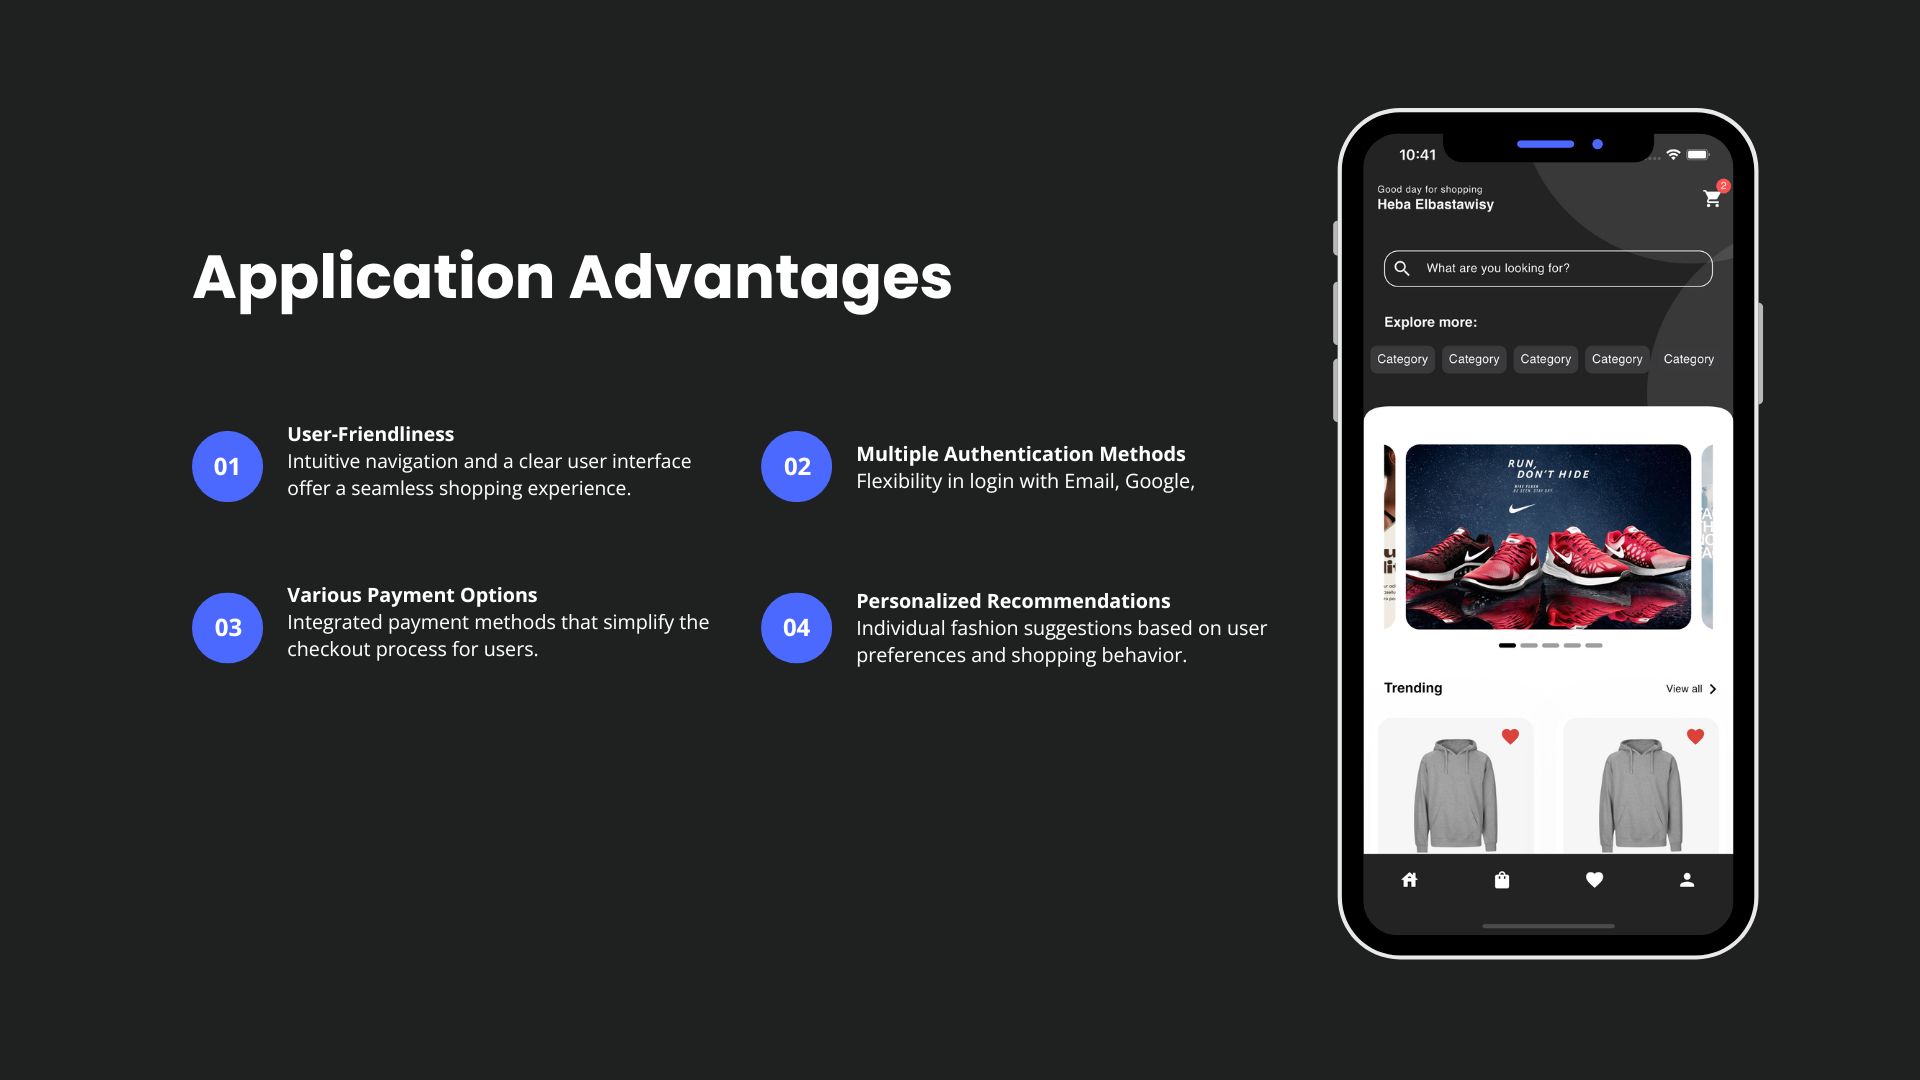 Application Advantages
01
User-Friendliness
Intuitive navigation and a clear user interface
offer a seamless shopping experience.
02
Multiple Authentication Methods
Flexibility in login with Email, Google,
03
Various Payment Options
Integrated payment methods that simplify the
checkout process for users.
04
Personalized Recommendations
Individual fashion suggestions based on user
preferences and shopping behavior.
10:41
Good day for shopping
Heba Elbastawisy
2
What are you looking for?
Explore more:
Category Category Category Category Category
RUN,
DON'T HIDE
Trending
View all